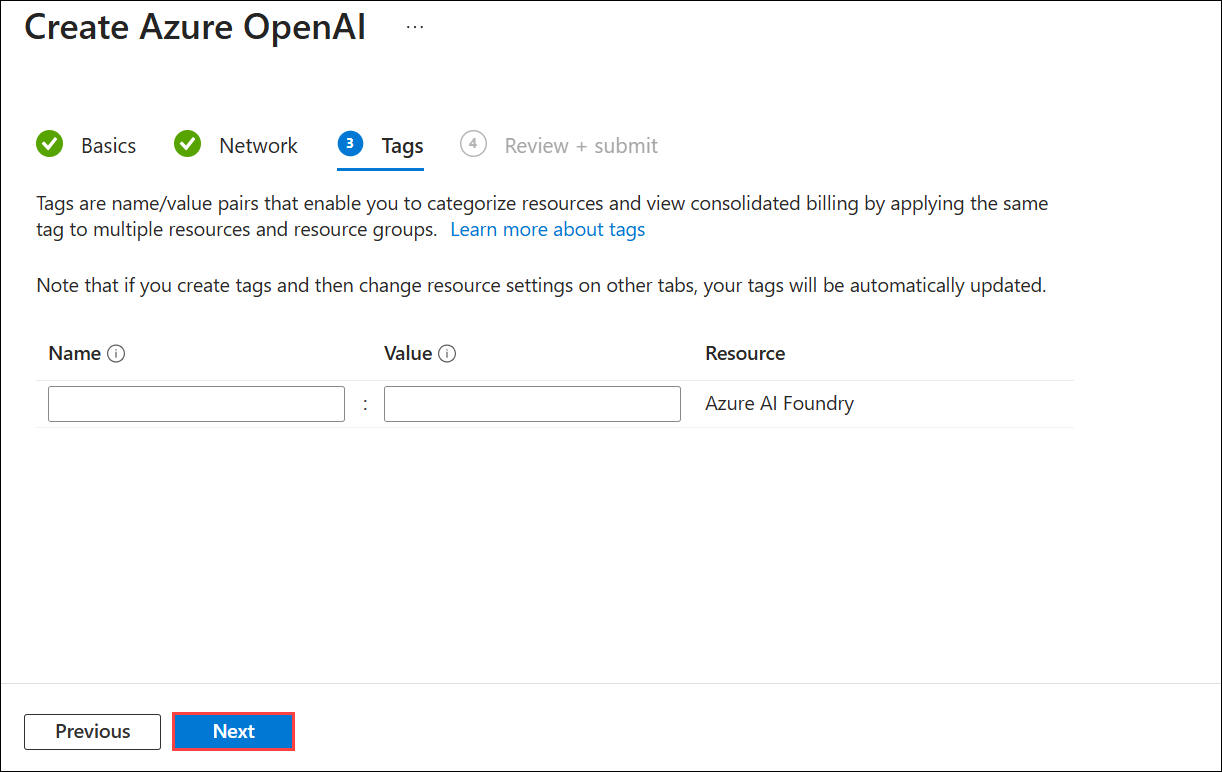 Create Azure OpenAI ...
Basics Network 3 Tags 4 Review + submit
Tags are name/value pairs that enable you to categorize resources and view consolidated billing by applying the same
tag to multiple resources and resource groups. Learn more about tags
Note that if you create tags and then change resource settings on other tabs, your tags will be automatically updated.
Name Value Resource
: Azure AI Foundry
Previous Next